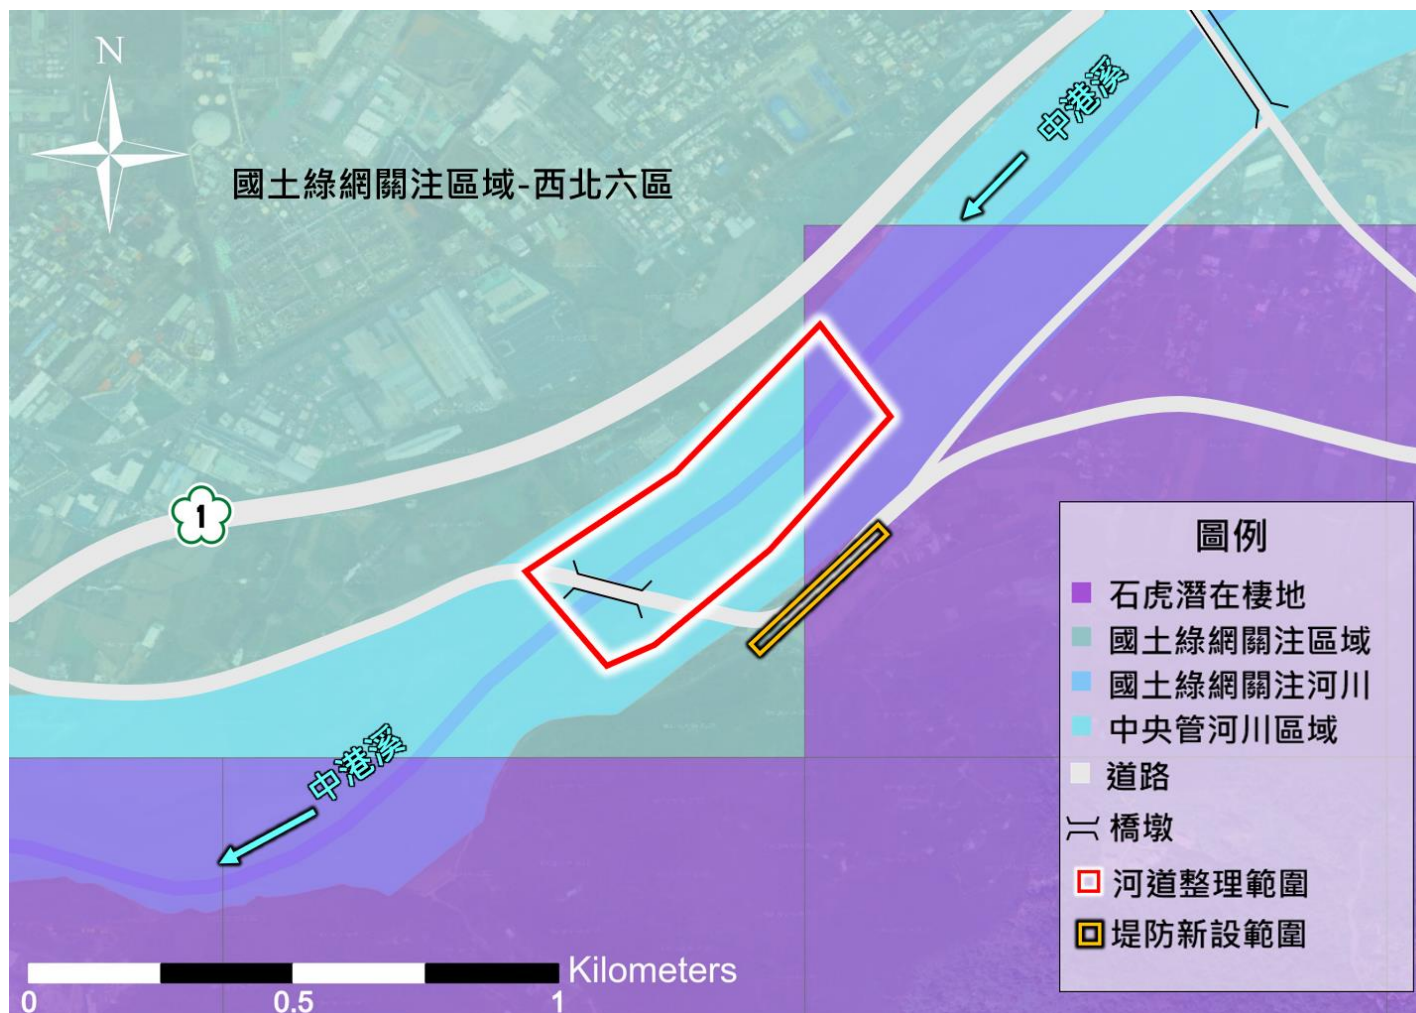 N
中港溪
國土綠網關注區域-西北六區
1
圖例
石虎潛在棲地
國土綠網關注區域
國土綠網關注河川
中央管河川區域
道路
橋墩
河道整理範圍
堤防新設範圍
中港溪
Kilometers
0 0.5 1